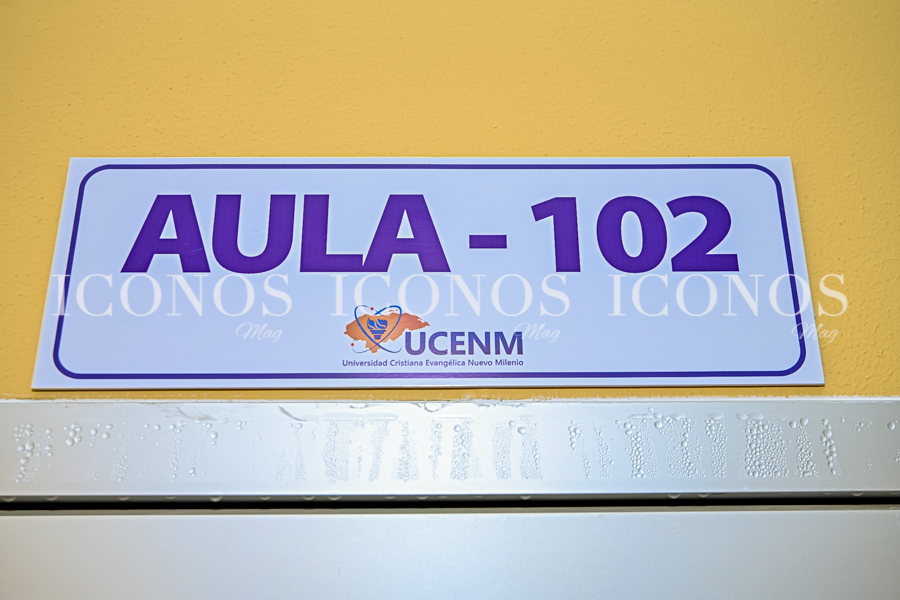 AULA - 102
ICONOS ICONOS ICONOS
Mag Mag Mag
UCENM
Universidad Cristiana Evangélica Nuevo Milenio